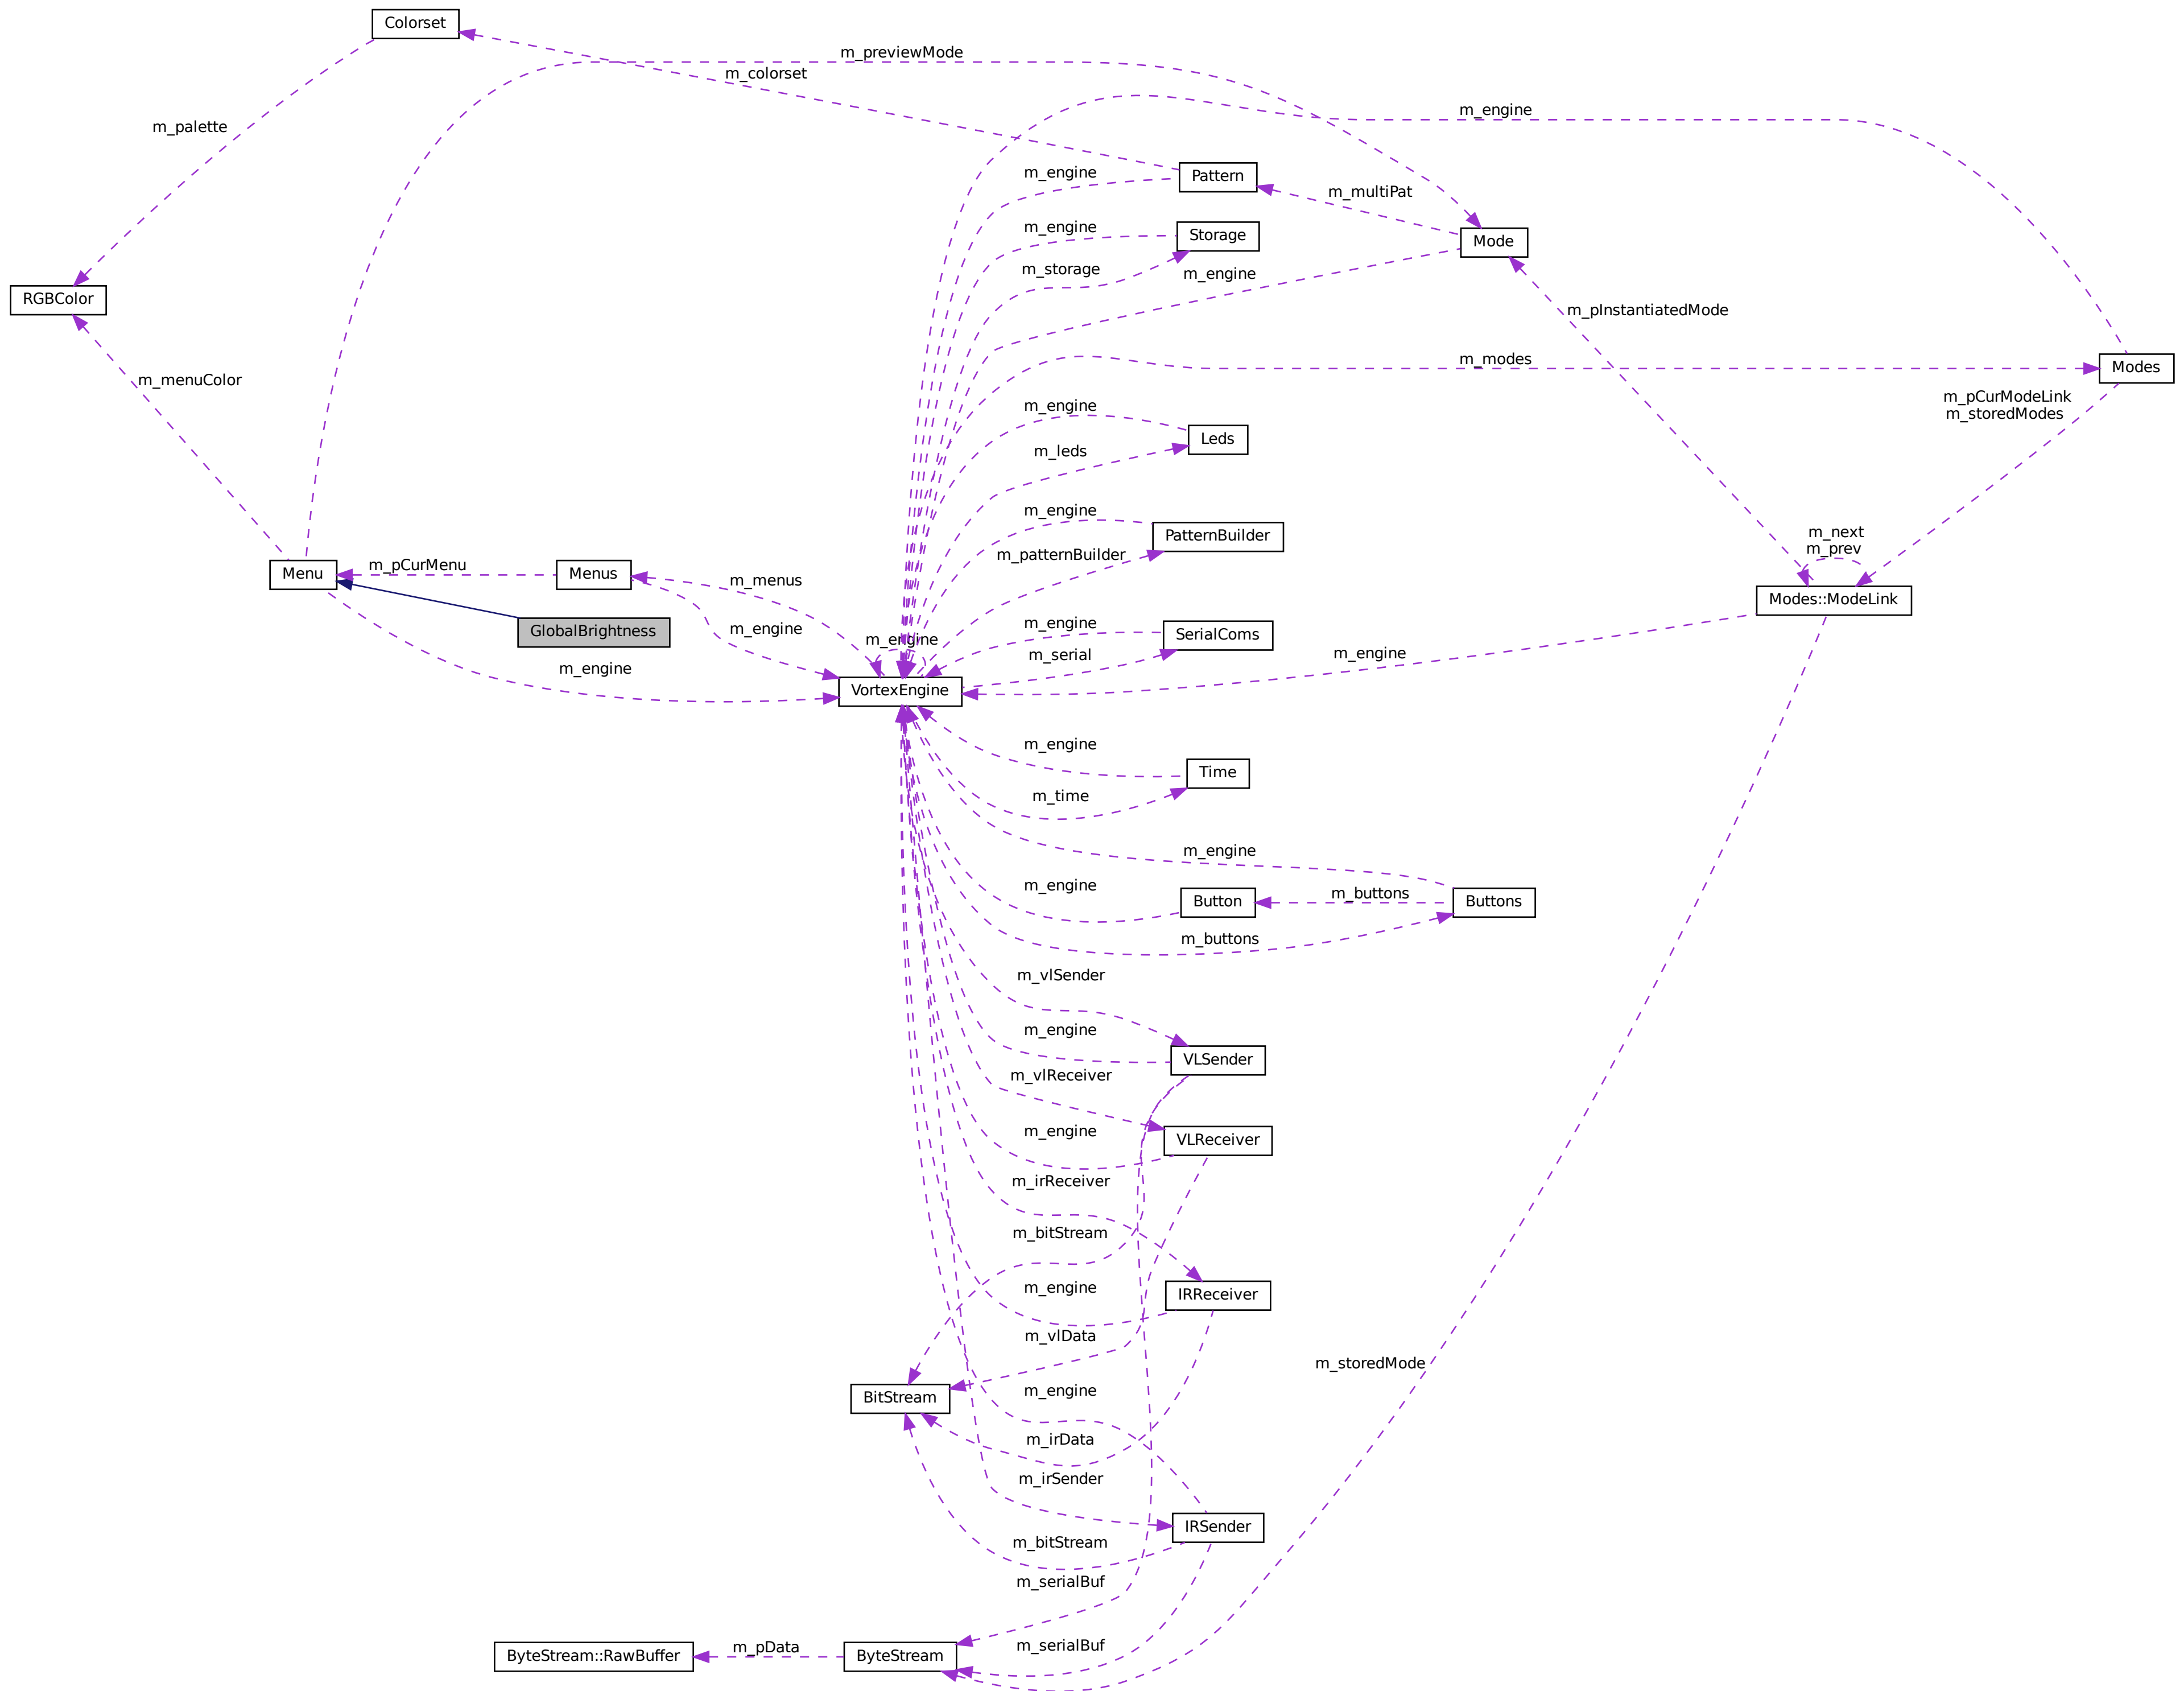 Colorset
m_previewMode
m_colorset
m_engine
m_palette
m_engine
Pattern
m_multiPat
m_engine
Storage
Mode
m_storage
m_engine
RGBColor
m_pInstantiatedMode
m_modes
Modes
m_menuColor
m_pCurModeLink
m_storedModes
m_engine
Leds
m_leds
m_engine
PatternBuilder
m_next
m_prev
m_patternBuilder
m_pCurMenu
Menu
Menus
m_menus
Modes::ModeLink
GlobalBrightness
m_engine
m_engine
m_engine
SerialComs
m_serial
m_engine
m_engine
VortexEngine
m_engine
Time
m_time
m_engine
m_engine
Button
m_buttons
Buttons
m_buttons
m_vlSender
m_engine
VLSender
m_vlReceiver
m_engine
VLReceiver
m_irReceiver
m_bitStream
m_engine
IRReceiver
m_vlData
m_storedMode
m_engine
BitStream
m_irData
m_irSender
IRSender
m_bitStream
m_serialBuf
m_serialBuf
ByteStream::RawBuffer
m_pData
ByteStream